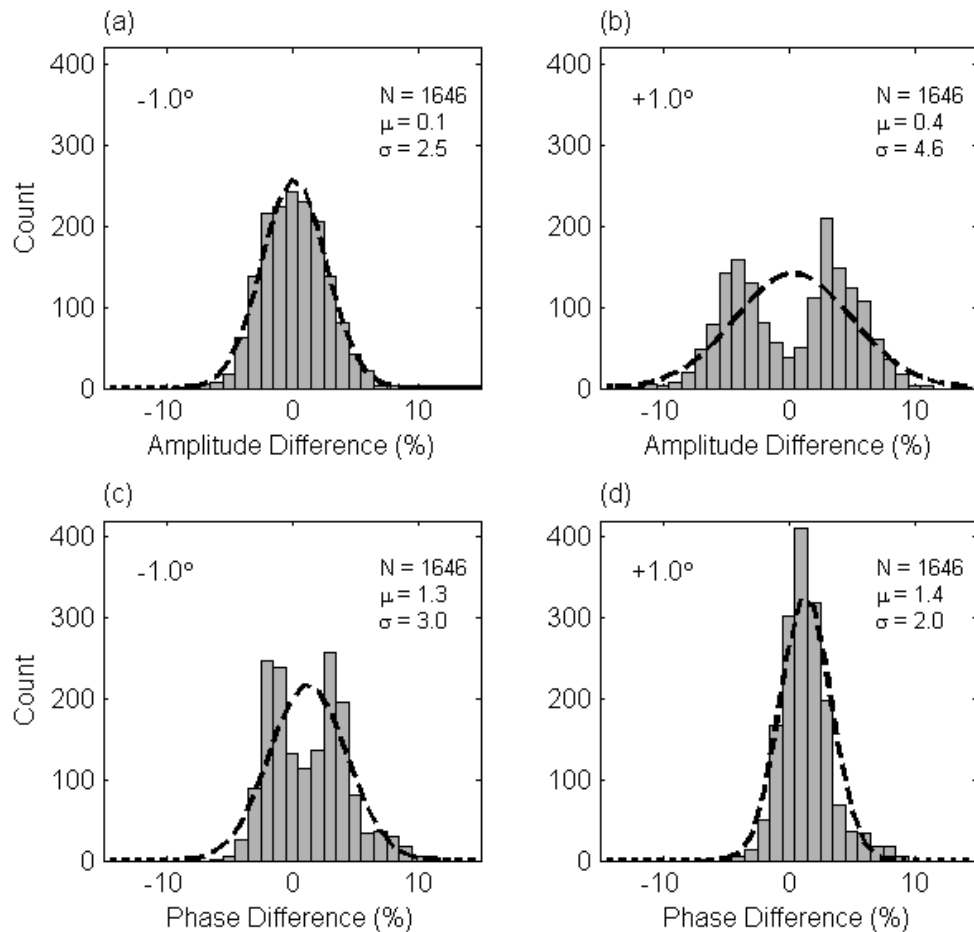 (a)
-1.0°
N = 1646
μ = 0.1
σ = 2.5
Count
400
300
200
100
0
-10
0
10
Amplitude Difference (%)
(b)
+1.0°
N = 1646
μ = 0.4
σ = 4.6
400
300
200
100
0
-10
0
10
Amplitude Difference (%)
(c)
-1.0°
N = 1646
μ = 1.3
σ = 3.0
Count
400
300
200
100
0
-10
0
10
Phase Difference (%)
(d)
+1.0°
N = 1646
μ = 1.4
σ = 2.0
400
300
200
100
0
-10
0
10
Phase Difference (%)